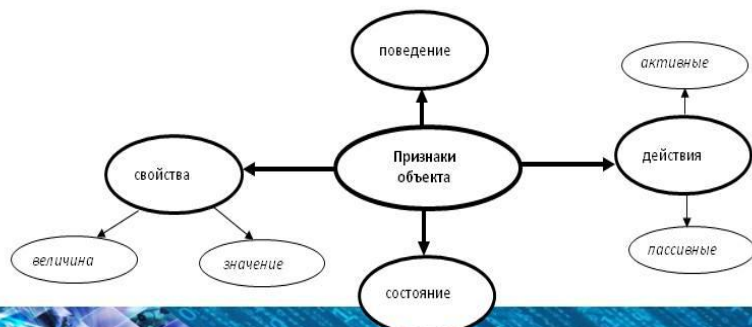 поведение
активные
Признаки
объекта
свойства
действия
величина
значение
пассивные
состояние